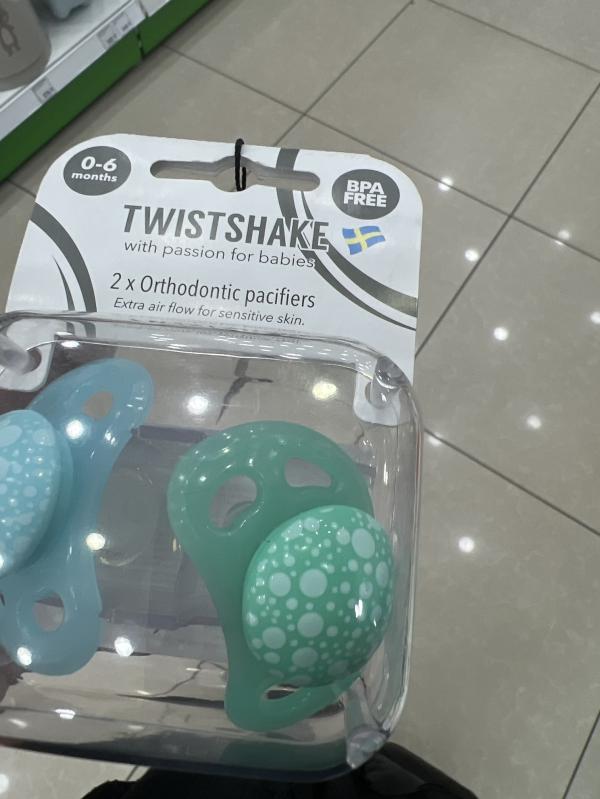 0-6
months
BPA
FREE
TWISTSHAKE
with passion for babies
2 x Orthodontic pacifiers
Extra air flow for sensitive skin.